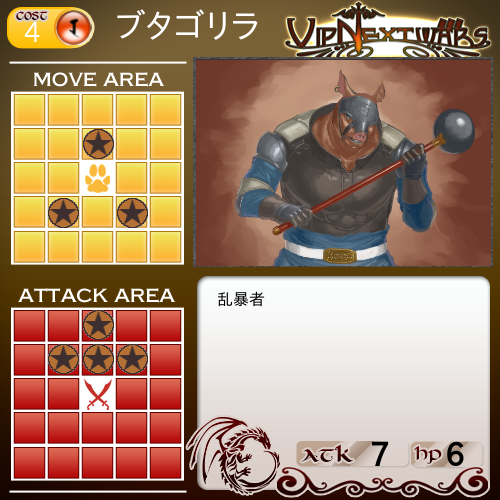 COST
4
1
ブタゴリラ
VIPNEXTWARS
MOVE AREA
ATTACK AREA
乱暴者
ATK 7
HP 6